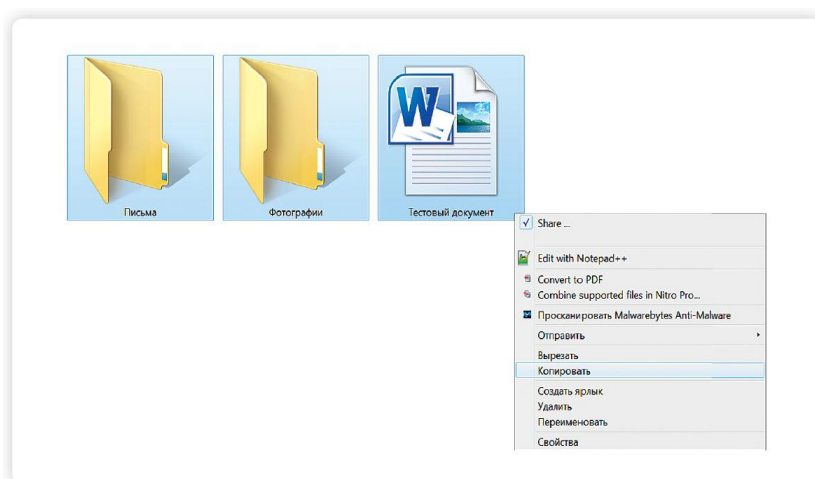 Письма
Фотографии
Тестовый документ
Share ...
Edit with Notepad++
Convert to PDF
Combine supported files in Nitro Pro...
Просканировать Malwarebytes Anti-Malware
Отправить
Вырезать
Копировать
Создать ярлык
Удалить
Переименовать
Свойства